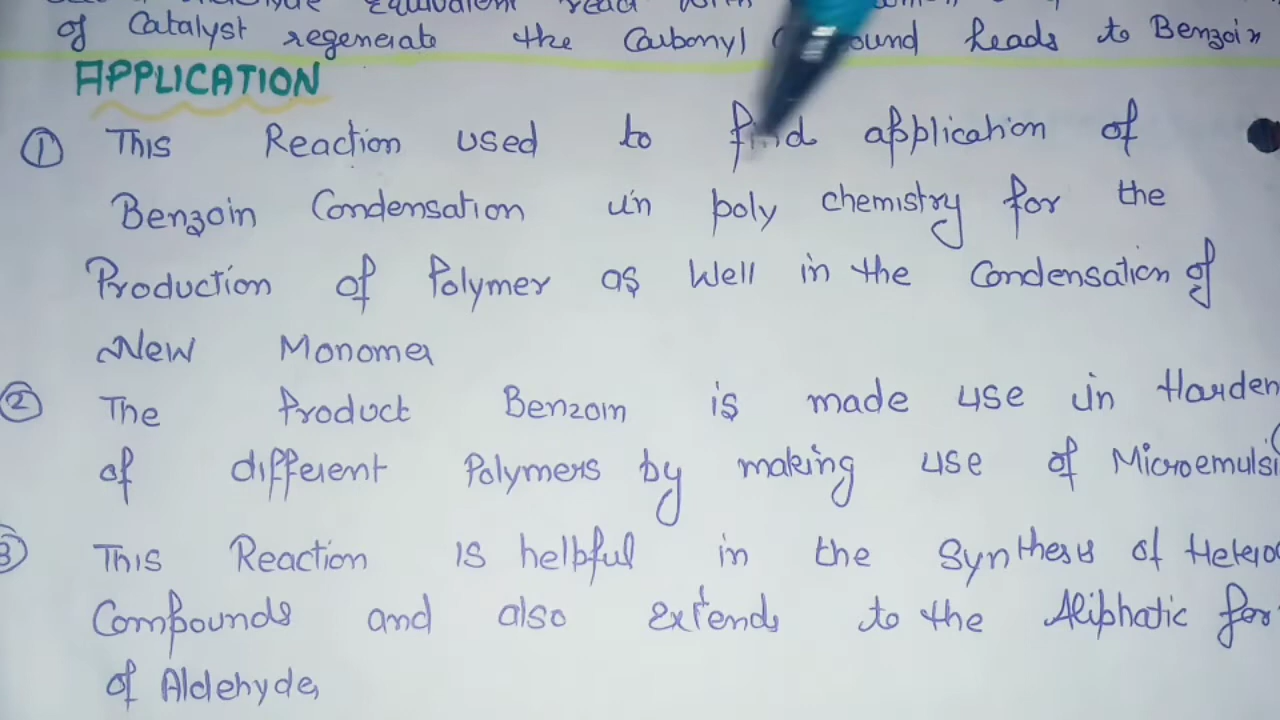 Equivalent
of Catalyst regenerate the Carbonyl ound leads to Benzoin
APPLICATION
① This Reaction used to find application of
Benzoin Condensation in poly chemistry for the
Production of Polymer as Well in the Condensation of
New Monomer
② The Product Benzoin is made use in Harden
of different Polymers by making use of Microemulsi
3 This Reaction is helpful in the Synthesis of Hetero
Compounds and also extends to the Aliphatic for
of Aldehyde,